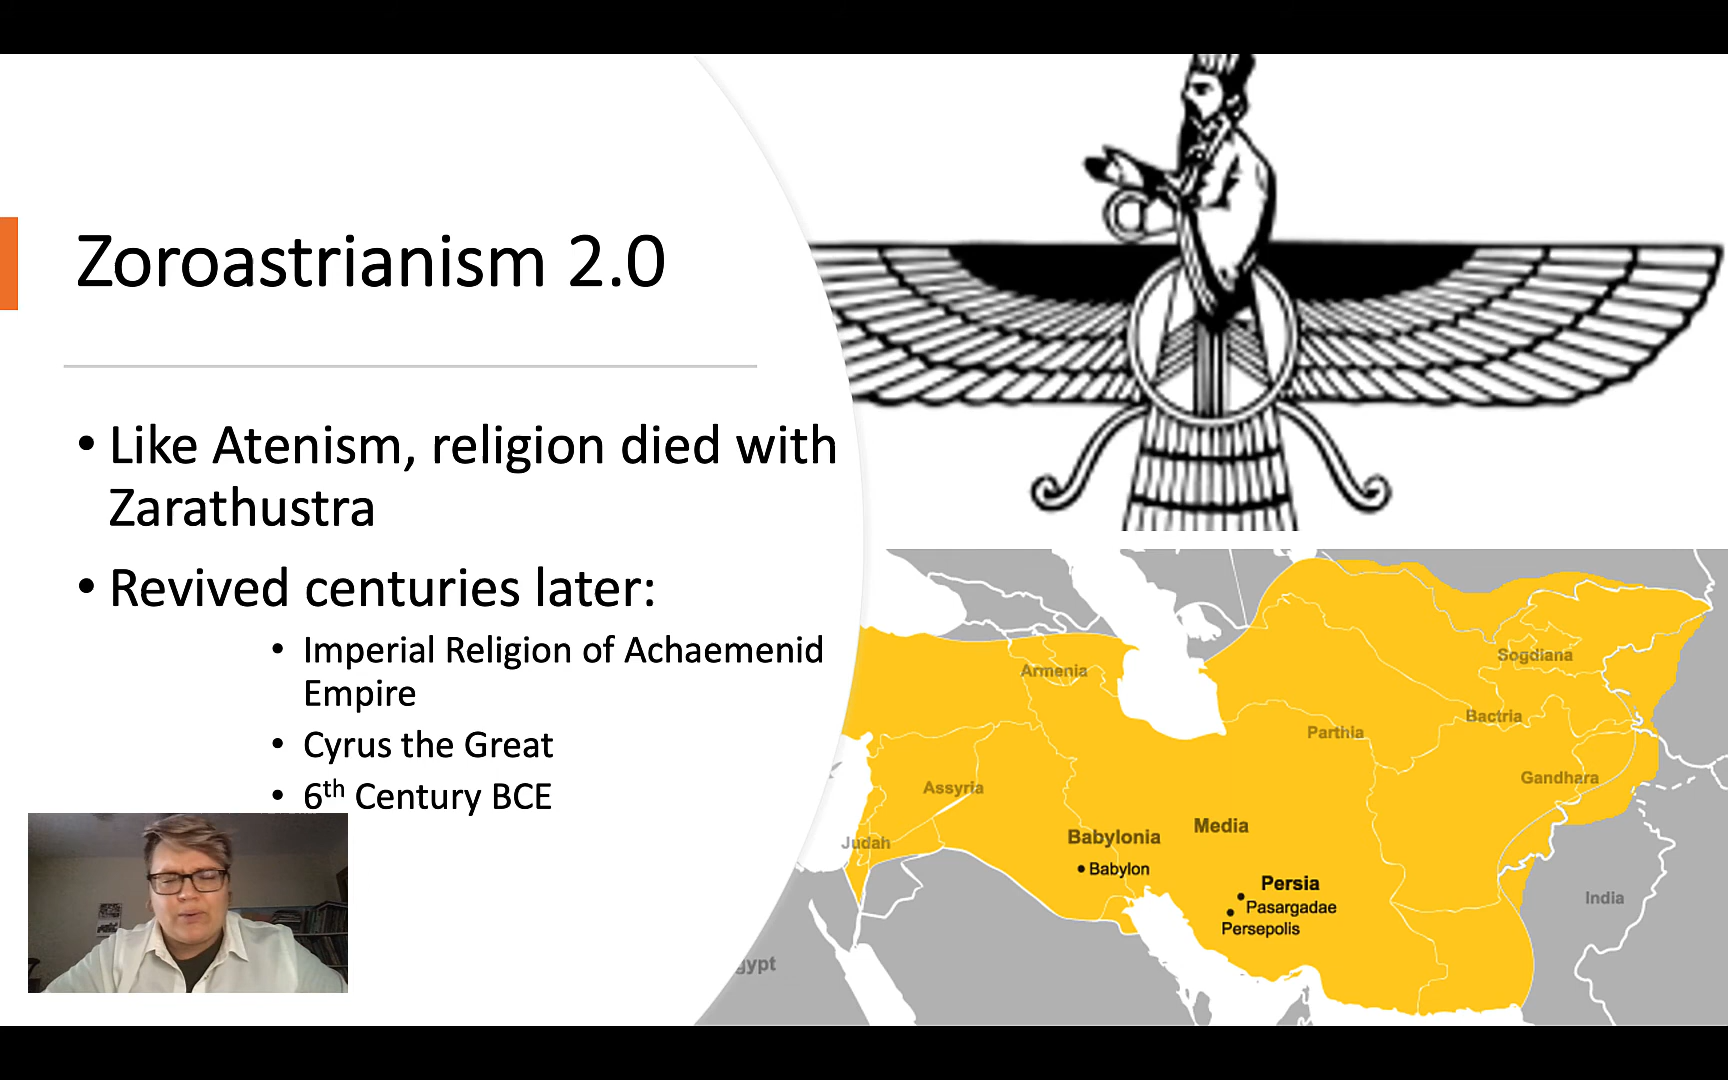 Zoroastrianism 2.0
• Like Atenism, religion died with
Zarathustra
• Revived centuries later:
• Imperial Religion of Achaemenid
Empire
• Cyrus the Great
• 6th Century BCE
Armenia
Sogdiana
Bactria
Parthia
Gandhara
Assyria
Media
Babylonia
Judah
Babylon
Persia
India
Pasargadae
Persepolis
gypt